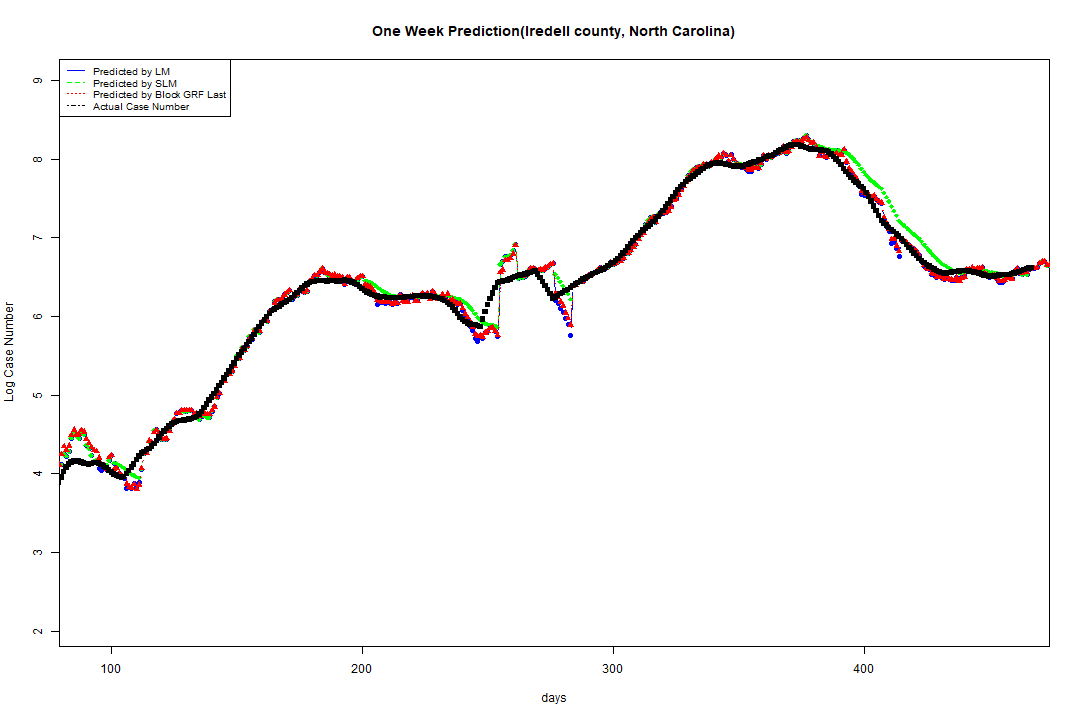 One Week Prediction(Iredell county, North Carolina)
Predicted by LM
Predicted by SLM
Predicted by Block GRF Last
Actual Case Number
9
8
7
6
5
4
3
2
Log Case Number
100 200 300 400
days